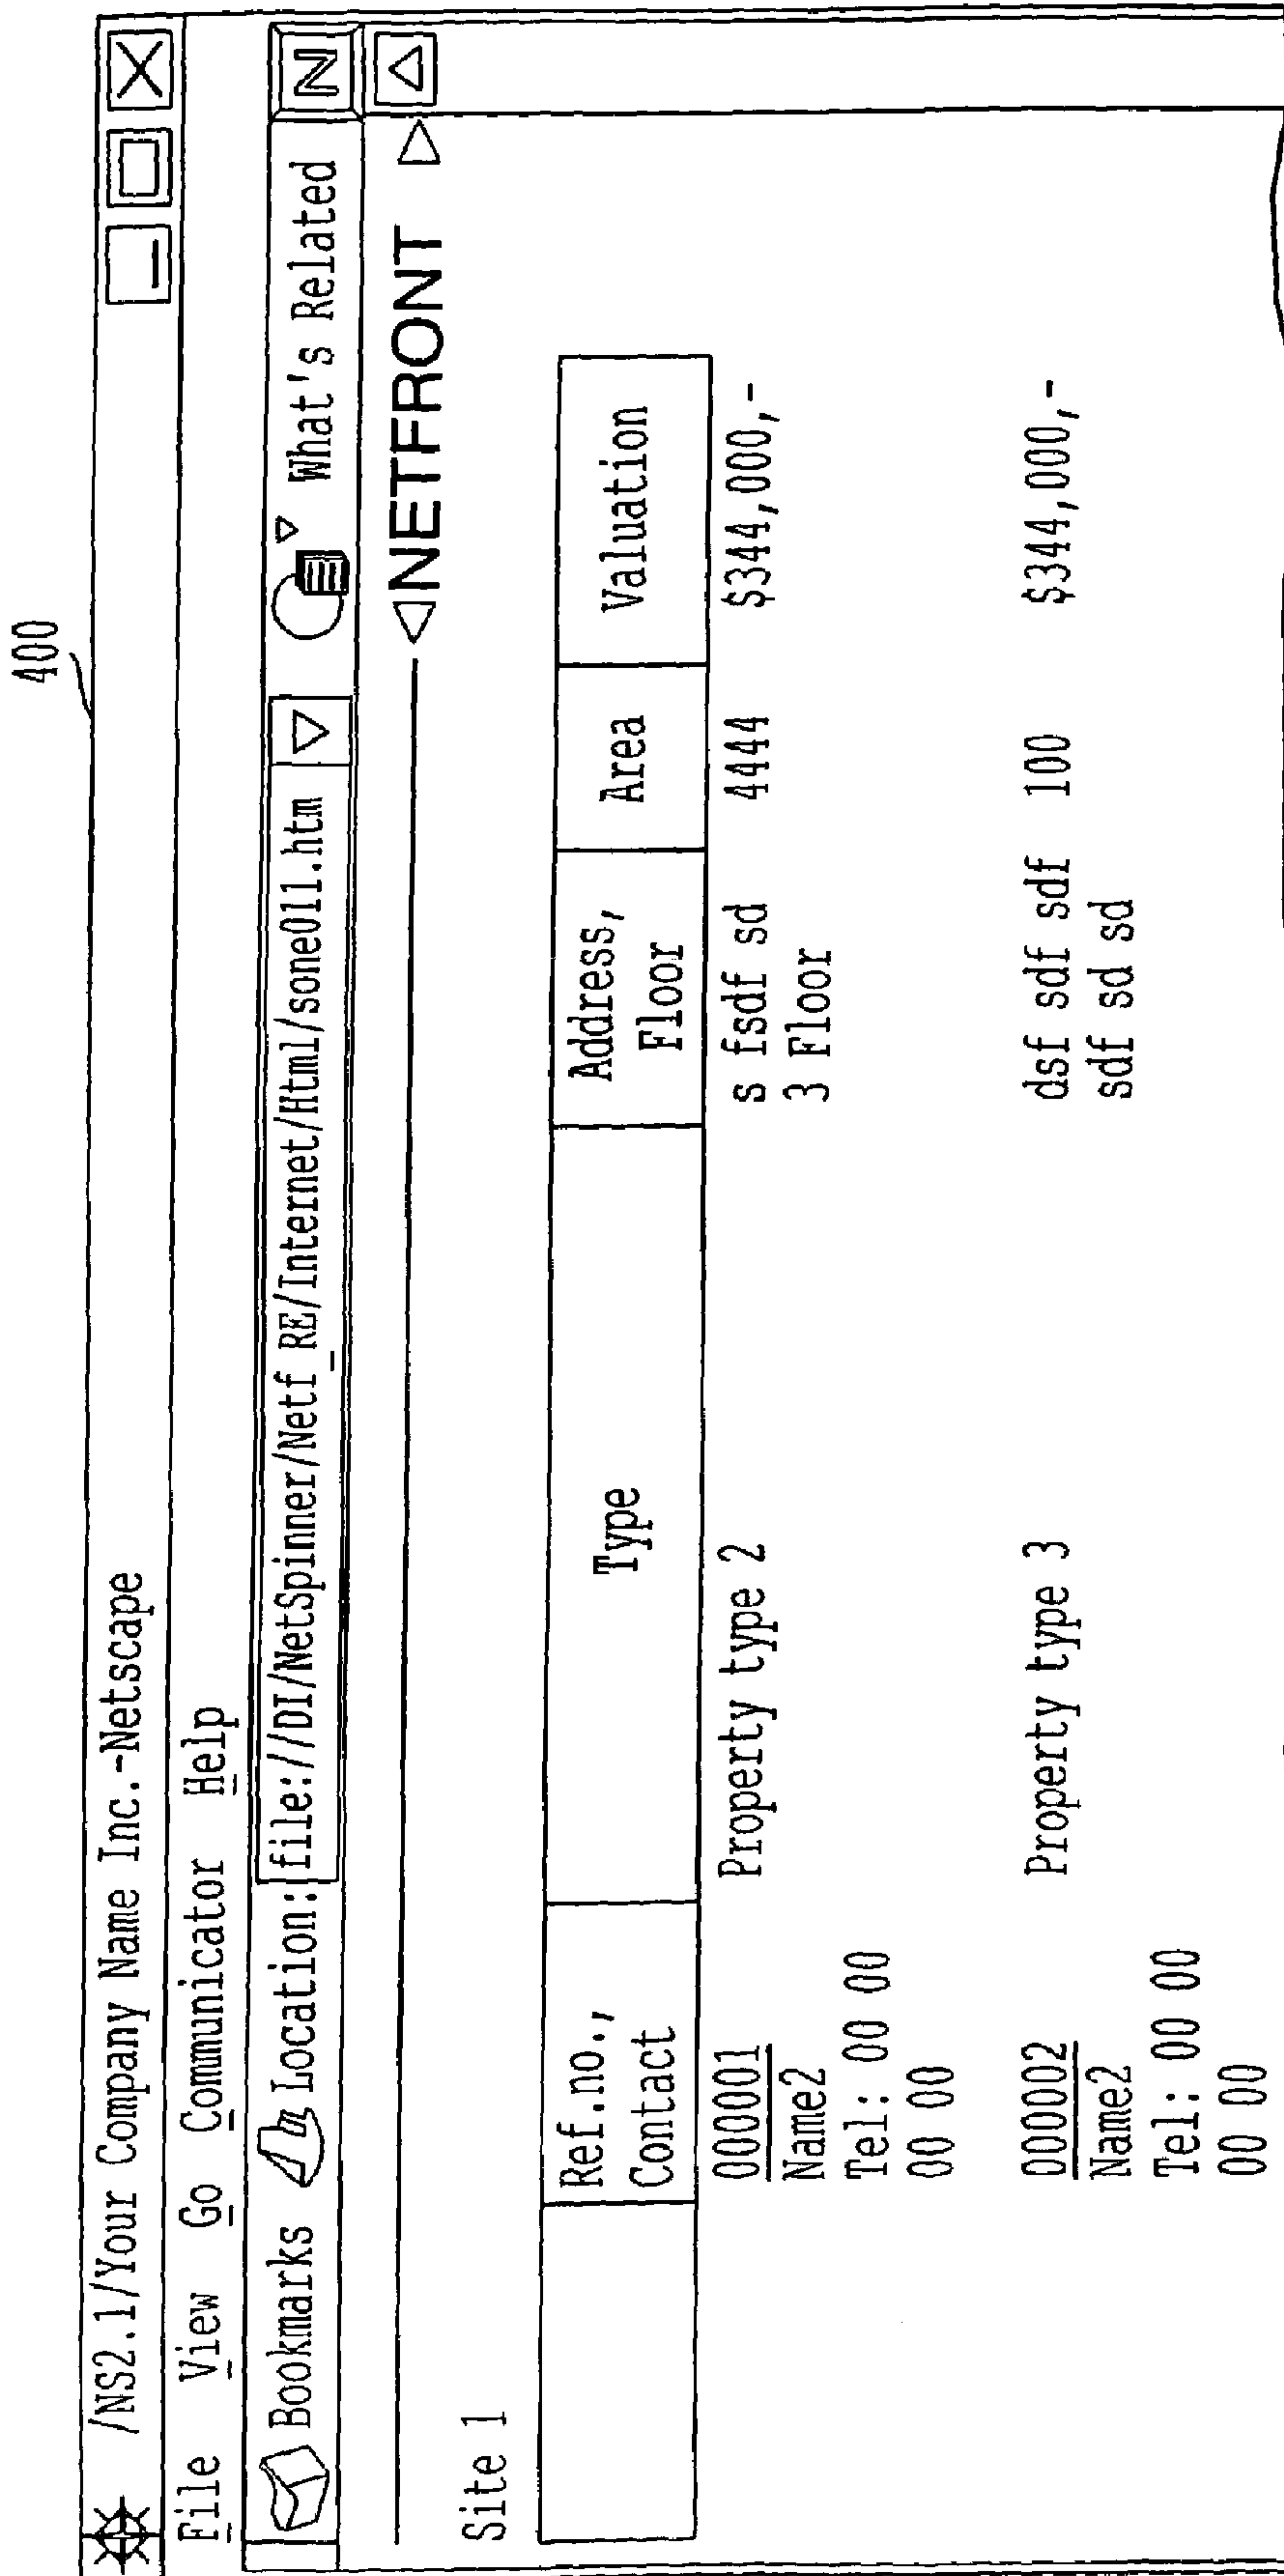 400
/NS2.1/Your Company Name Inc.-Netscape
File View Go Communicator Help
Bookmarks Location: file://DI/NetSpinner/Netf_RE/Internet/Html/sone011.htm What's Related N
NETFRONT
Site 1
Ref.no., Contact Type Address, Floor Area Valuation
000001 Property type 2 s fsdf sd 4444 $344,000,-
Name2 3 Floor
Tel: 00 00
00 00
000002 Property type 3 dsf sdf sdf 100 $344,000,-
Name2 sdf sd sd
Tel: 00 00
00 00